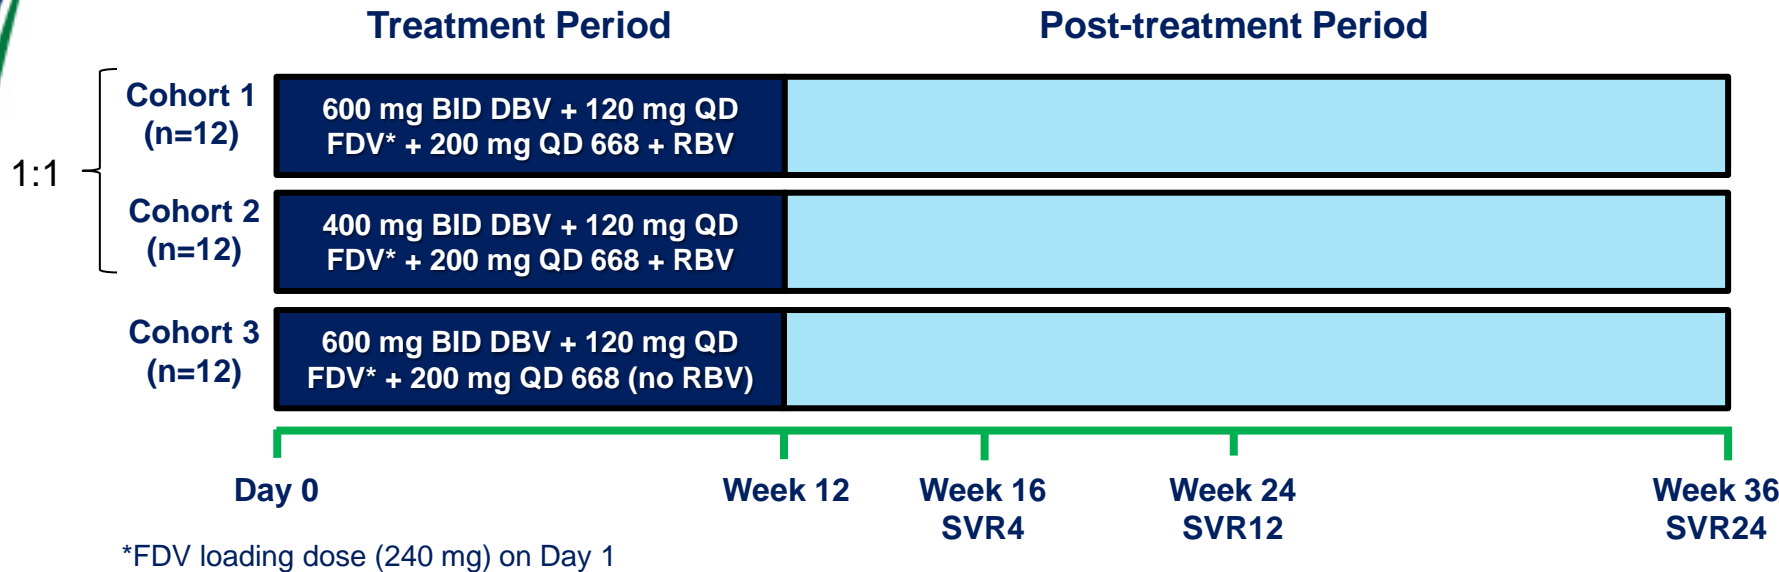 Treatment Period
Post-treatment Period
1:1
Cohort 1
(n=12)
600 mg BID DBV + 120 mg QD
FDV* + 200 mg QD 668 + RBV
Cohort 2
(n=12)
400 mg BID DBV + 120 mg QD
FDV* + 200 mg QD 668 + RBV
Cohort 3
(n=12)
600 mg BID DBV + 120 mg QD
FDV* + 200 mg QD 668 (no RBV)
Day 0
Week 12
Week 16
SVR4
Week 24
SVR12
Week 36
SVR24
*FDV loading dose (240 mg) on Day 1